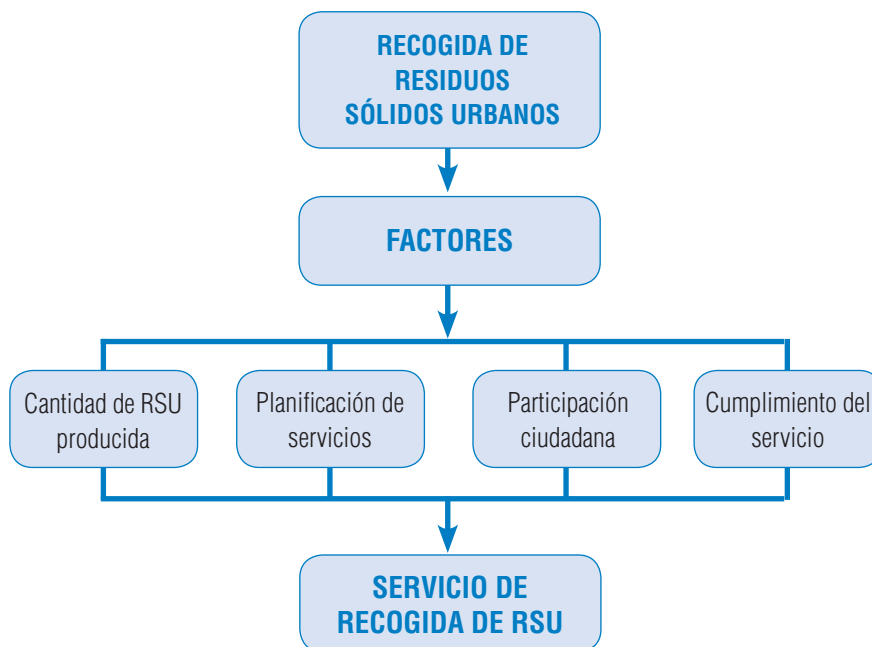 RECOGIDA DE
RESIDUOS
SÓLIDOS URBANOS
FACTORES
Cantidad de RSU
producida
Planificación de
servicios
Participación
ciudadana
Cumplimiento del
servicio
SERVICIO DE
RECOGIDA DE RSU